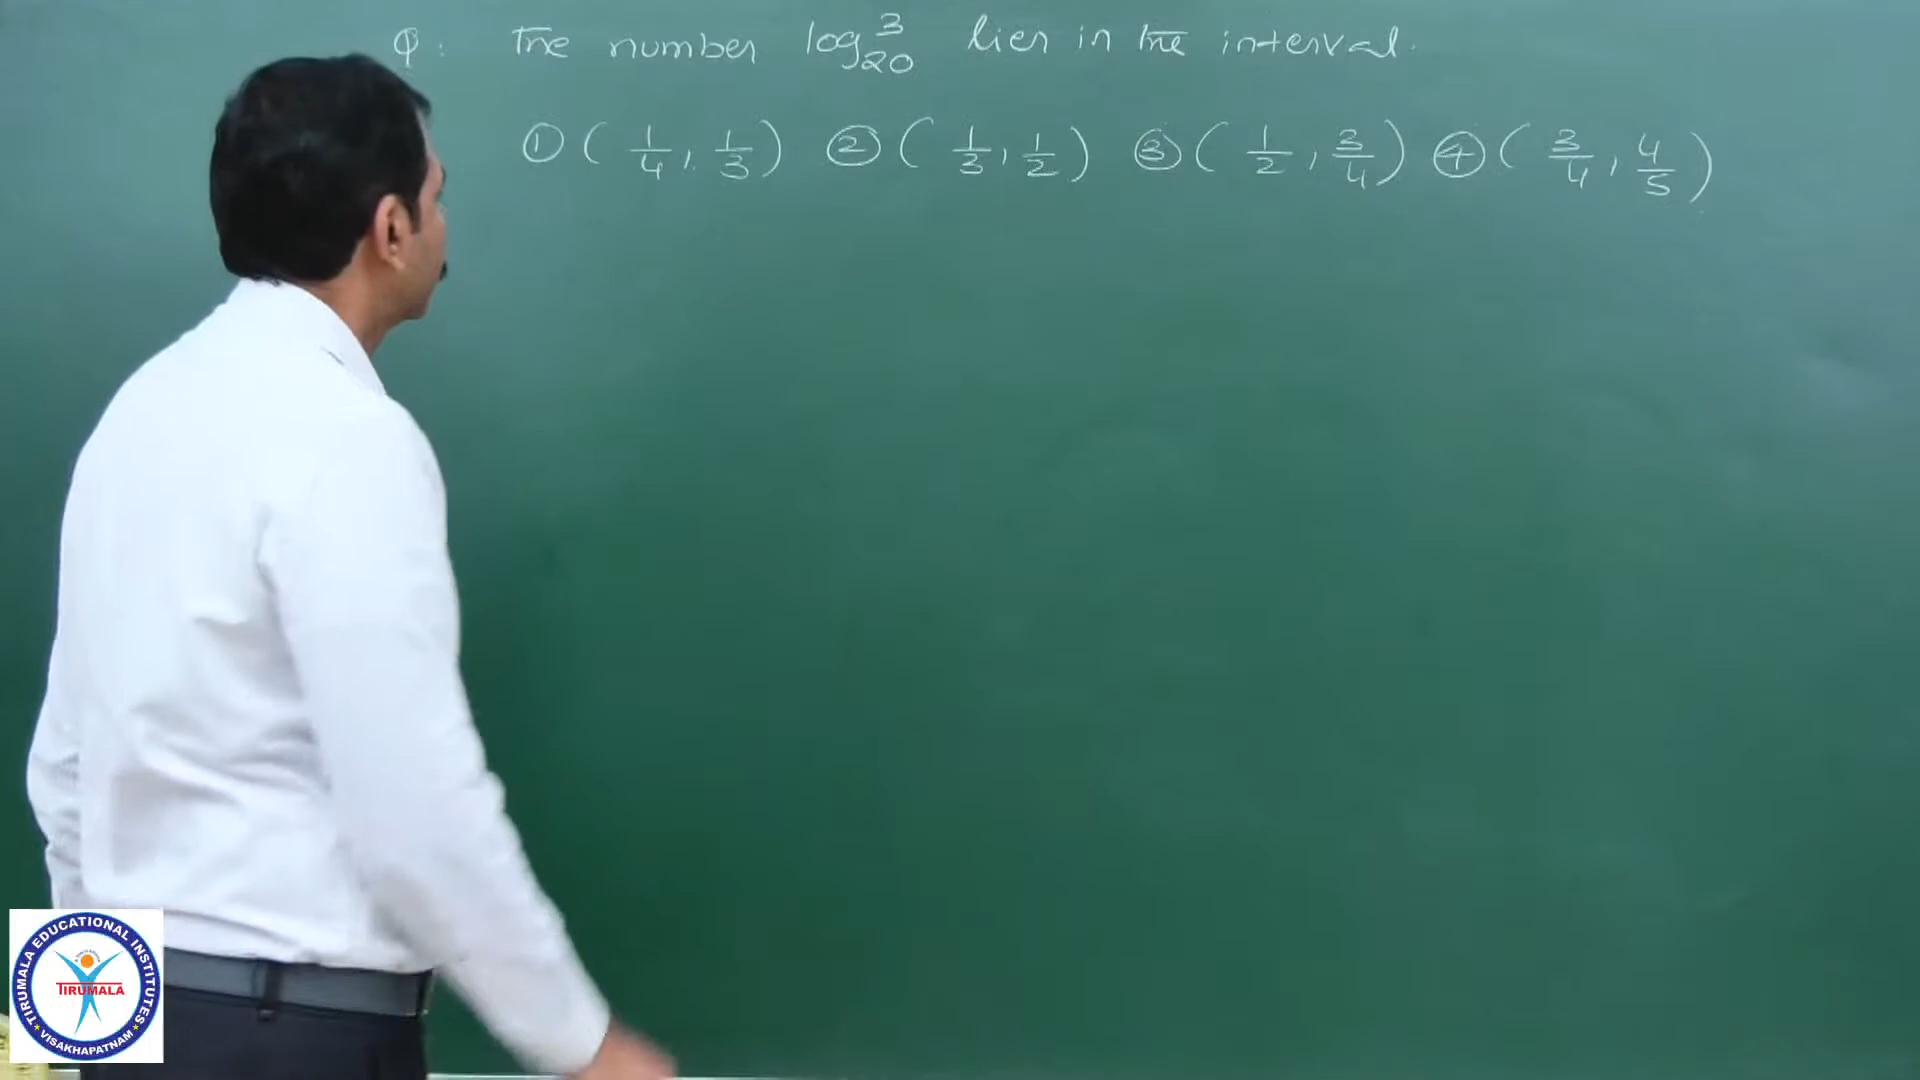 Q: The number log₂₀³ lies in the interval.
① (1/4, 1/3) ② (1/3, 1/2) ③ (1/2, 3/4) ④ (3/4, 4/5)
TIRUMALA EDUCATIONAL INSTITUTES
TIRUMALA
★ VISAKHAPATNAM ★